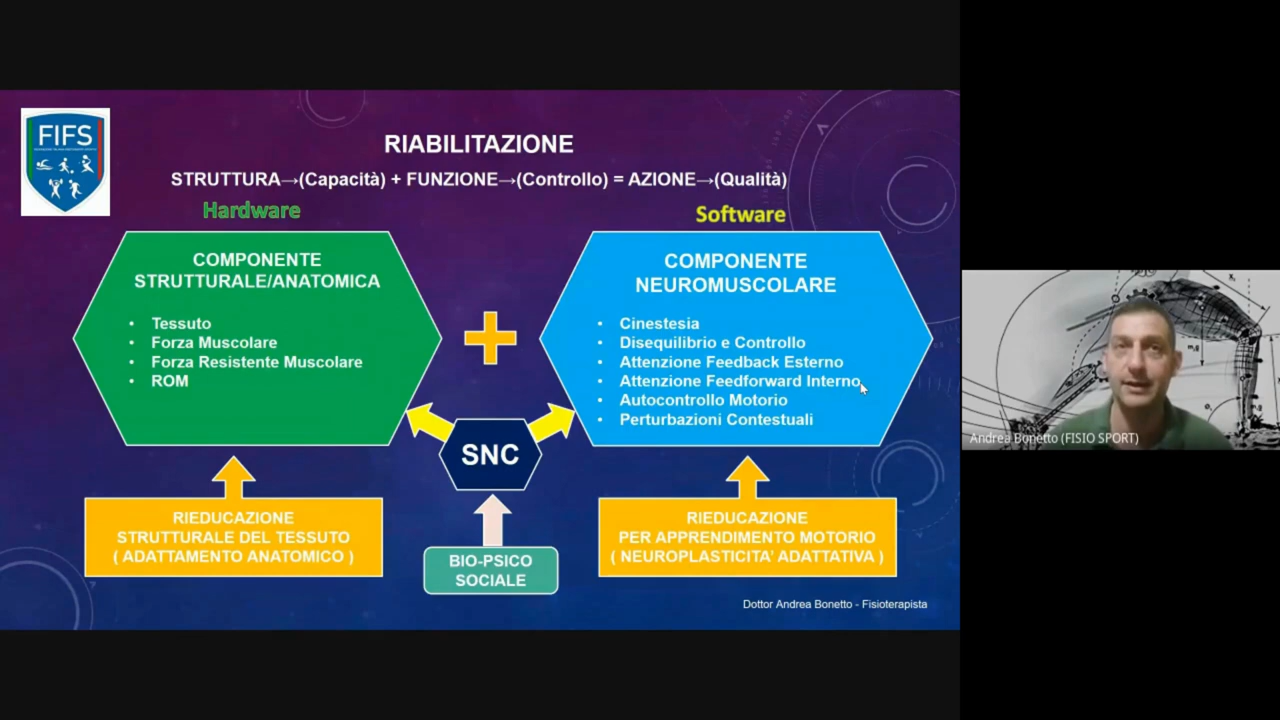 FIFS
RIABILITAZIONE
STRUTTURA→(Capacità) + FUNZIONE→(Controllo) = AZIONE→(Qualità)
Hardware
Software
COMPONENTE
STRUTTURALE/ANATOMICA
• Tessuto
• Forza Muscolare
• Forza Resistente Muscolare
• ROM
COMPONENTE
NEUROMUSCOLARE
• Cinestesia
• Disequilibrio e Controllo
• Attenzione Feedback Esterno
• Attenzione Feedforward Interno
• Autocontrollo Motorio
• Perturbazioni Contestuali
SNC
RIEDUCAZIONE
STRUTTURALE DEL TESSUTO
( ADATTAMENTO ANATOMICO )
BIO-PSICO
SOCIALE
RIEDUCAZIONE
PER APPRENDIMENTO MOTORIO
( NEUROPLASTICITA' ADATTATIVA )
Dottor Andrea Bonetto - Fisioterapista
Andrea Bonetto (FISIO SPORT)